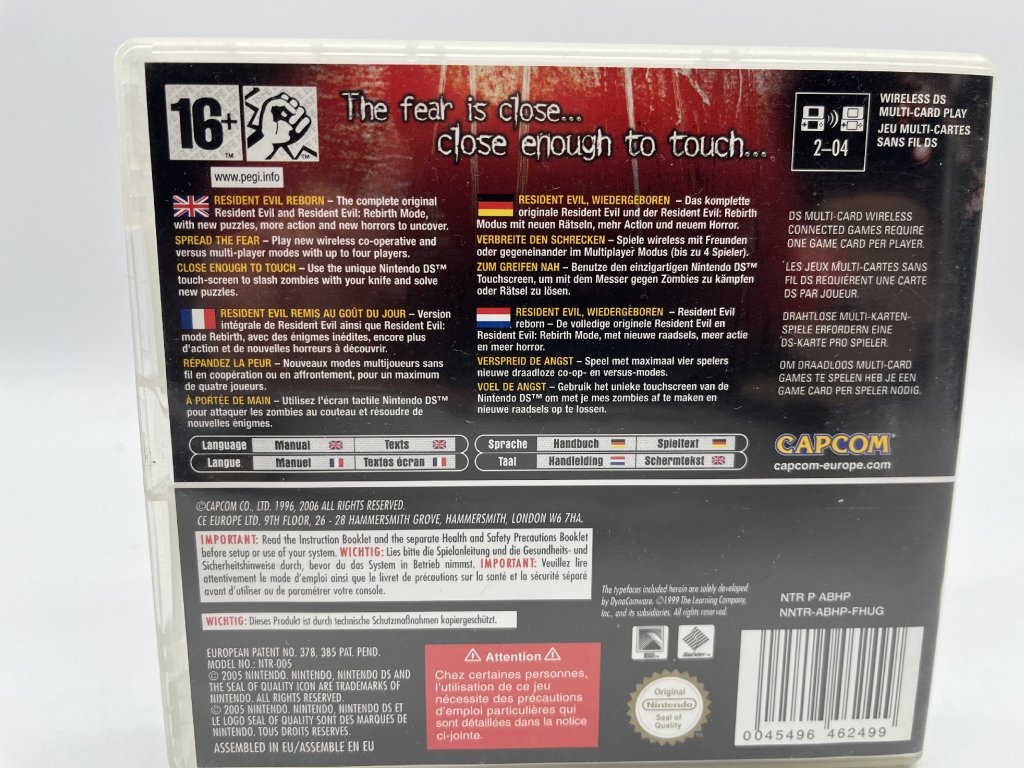 16+
www.pegi.info
The fear is close...
close enough to touch...
2-04
WIRELESS DS
MULTI-CARD PLAY
JEU MULTI-CARTES
SANS FIL DS
RESIDENT EVIL REBORN – The complete original
Resident Evil and Resident Evil: Rebirth Mode,
with new puzzles, more action and new horrors to uncover.
SPREAD THE FEAR – Play new wireless co-operative and
versus multi-player modes with up to four players.
CLOSE ENOUGH TO TOUCH – Use the unique Nintendo DS™
touch-screen to slash zombies with your knife and solve
new puzzles.
RESIDENT EVIL REMIS AU GOÛT DU JOUR – Version
intégrale de Resident Evil ainsi que Resident Evil:
mode Rebirth, avec des énigmes inédites, encore plus
d'action et de nouvelles horreurs à découvrir.
RÉPANDEZ LA PEUR – Nouveaux modes multijoueurs sans
fil en coopération ou en affrontement, pour un maximum
de quatre joueurs.
À PORTÉE DE MAIN – Utilisez l'écran tactile Nintendo DS™
pour attaquer les zombies au couteau et résoudre de
nouvelles énigmes.
RESIDENT EVIL, WIEDERGEBOREN – Das komplette
originale Resident Evil und der Resident Evil: Rebirth
Modus mit neuen Rätseln, mehr Action und neuem Horror.
VERBREITE DEN SCHRECKEN – Spiele wireless mit Freunden
oder gegeneinander im Multiplayer Modus (bis zu 4 Spieler).
ZUM GREIFEN NAH – Benutze den einzigartigen Nintendo DS™
Touchscreen, um mit dem Messer gegen Zombies zu kämpfen
oder Rätsel zu lösen.
RESIDENT EVIL, WIEDERGEBOREN – Resident Evil
reborn – De volledige originele Resident Evil en
Resident Evil: Rebirth Mode, met nieuwe raadsels, meer actie
en meer horror.
VERSPREID DE ANGST – Speel met maximaal vier spelers
nieuwe draadloze co-op- en versus-modes.
VOEL DE ANGST – Gebruik het unieke touchscreen van de
Nintendo DS™ om met je mes zombies af te maken en
nieuwe raadsels op te lossen.
DS MULTI-CARD WIRELESS
CONNECTED GAMES REQUIRE
ONE GAME CARD PER PLAYER.
LES JEUX MULTI-CARTES SANS
FIL DS REQUIÈRENT UNE CARTE
DS PAR JOUEUR.
DRAHTLOSE MULTI-KARTEN-
SPIELE ERFORDERN EINE
DS-KARTE PRO SPIELER.
OM DRAADLOOS MULTI-CARD
GAMES TE SPELEN HEB JE EEN
GAME CARD PER SPELER NODIG.
Language Manual Texts
Langue Manuel Textes écran
Sprache Handbuch Spieltext
Taal Handleiding Schermtekst
CAPCOM
capcom-europe.com
©CAPCOM CO., LTD. 1996, 2006 ALL RIGHTS RESERVED.
CE EUROPE LTD. 9TH FLOOR, 26 - 28 HAMMERSMITH GROVE, HAMMERSMITH, LONDON W6 7HA.
IMPORTANT: Read the Instruction Booklet and the separate Health and Safety Precautions Booklet
before setup or use of your system. WICHTIG: Lies bitte die Spielanleitung und die Gesundheits- und
Sicherheitshinweise durch, bevor du das System in Betrieb nimmst. IMPORTANT: Veuillez lire
attentivement le mode d'emploi ainsi que le livret de précautions sur la santé et la sécurité séparé
avant d'utiliser ou de paramétrer votre console.
WICHTIG: Dieses Produkt ist durch technische Schutzmaßnahmen kopiergeschützt.
The typefaces included herein are solely developed
by DynaComware. ©1999 The Learning Company,
Inc., and its subsidiaries. All rights reserved.
NTR P ABHP
NNTR-ABHP-FHUG
EUROPEAN PATENT NO. 378, 385 PAT. PEND.
MODEL NO.: NTR-005
© 2005 NINTENDO. NINTENDO, NINTENDO DS AND
THE SEAL OF QUALITY ICON ARE TRADEMARKS OF
NINTENDO. ALL RIGHTS RESERVED.
© 2005 NINTENDO. NINTENDO, NINTENDO DS ET
LE LOGO SEAL OF QUALITY SONT DES MARQUES DE
NINTENDO. TOUS DROITS RESERVES.
ASSEMBLED IN EU/ASSEMBLE EN EU
Attention
Chez certaines personnes,
l'utilisation de ce jeu
nécessite des précautions
d'emploi particulières qui
sont détaillées dans la notice
ci-jointe.
Original
Nintendo
Seal of
Quality
0045496 462499